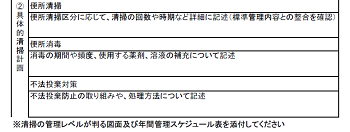 ②具体的清掃計画
便所清掃
便所清掃区分に応じて、清掃の回数や時期など詳細に記述(標準管理内容との整合を確認)
便所消毒
消毒の期間や頻度、使用する薬剤、溶液の補充について記述
不法投棄対策
不法投棄防止の取り組みや、処理方法について記述
※清掃の管理レベルが判る図面及び年間管理スケジュール表を添付してください